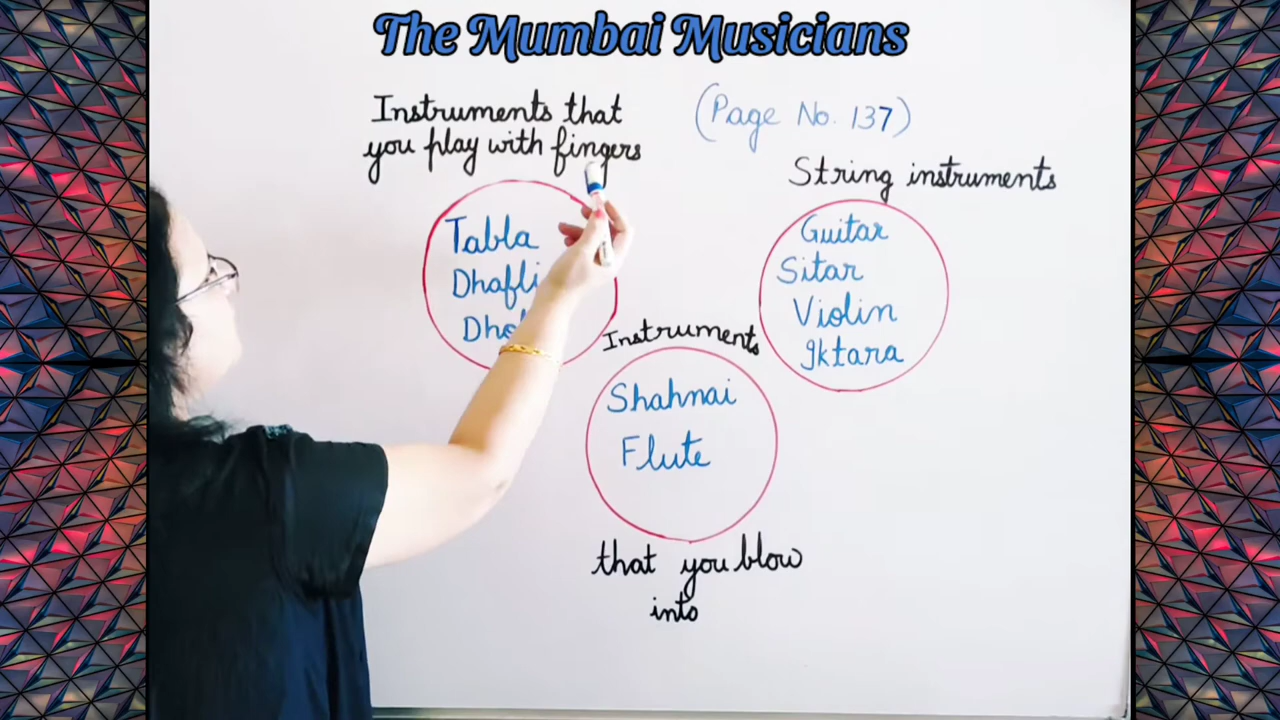 The Mumbai Musicians
Instruments that
you play with fingers
(Page No. 137)
String instruments
Tabla
Dhafli
Guitar
Sitar
Violin
Iktara
Instruments
Shahnai
Flute
that you blow
into